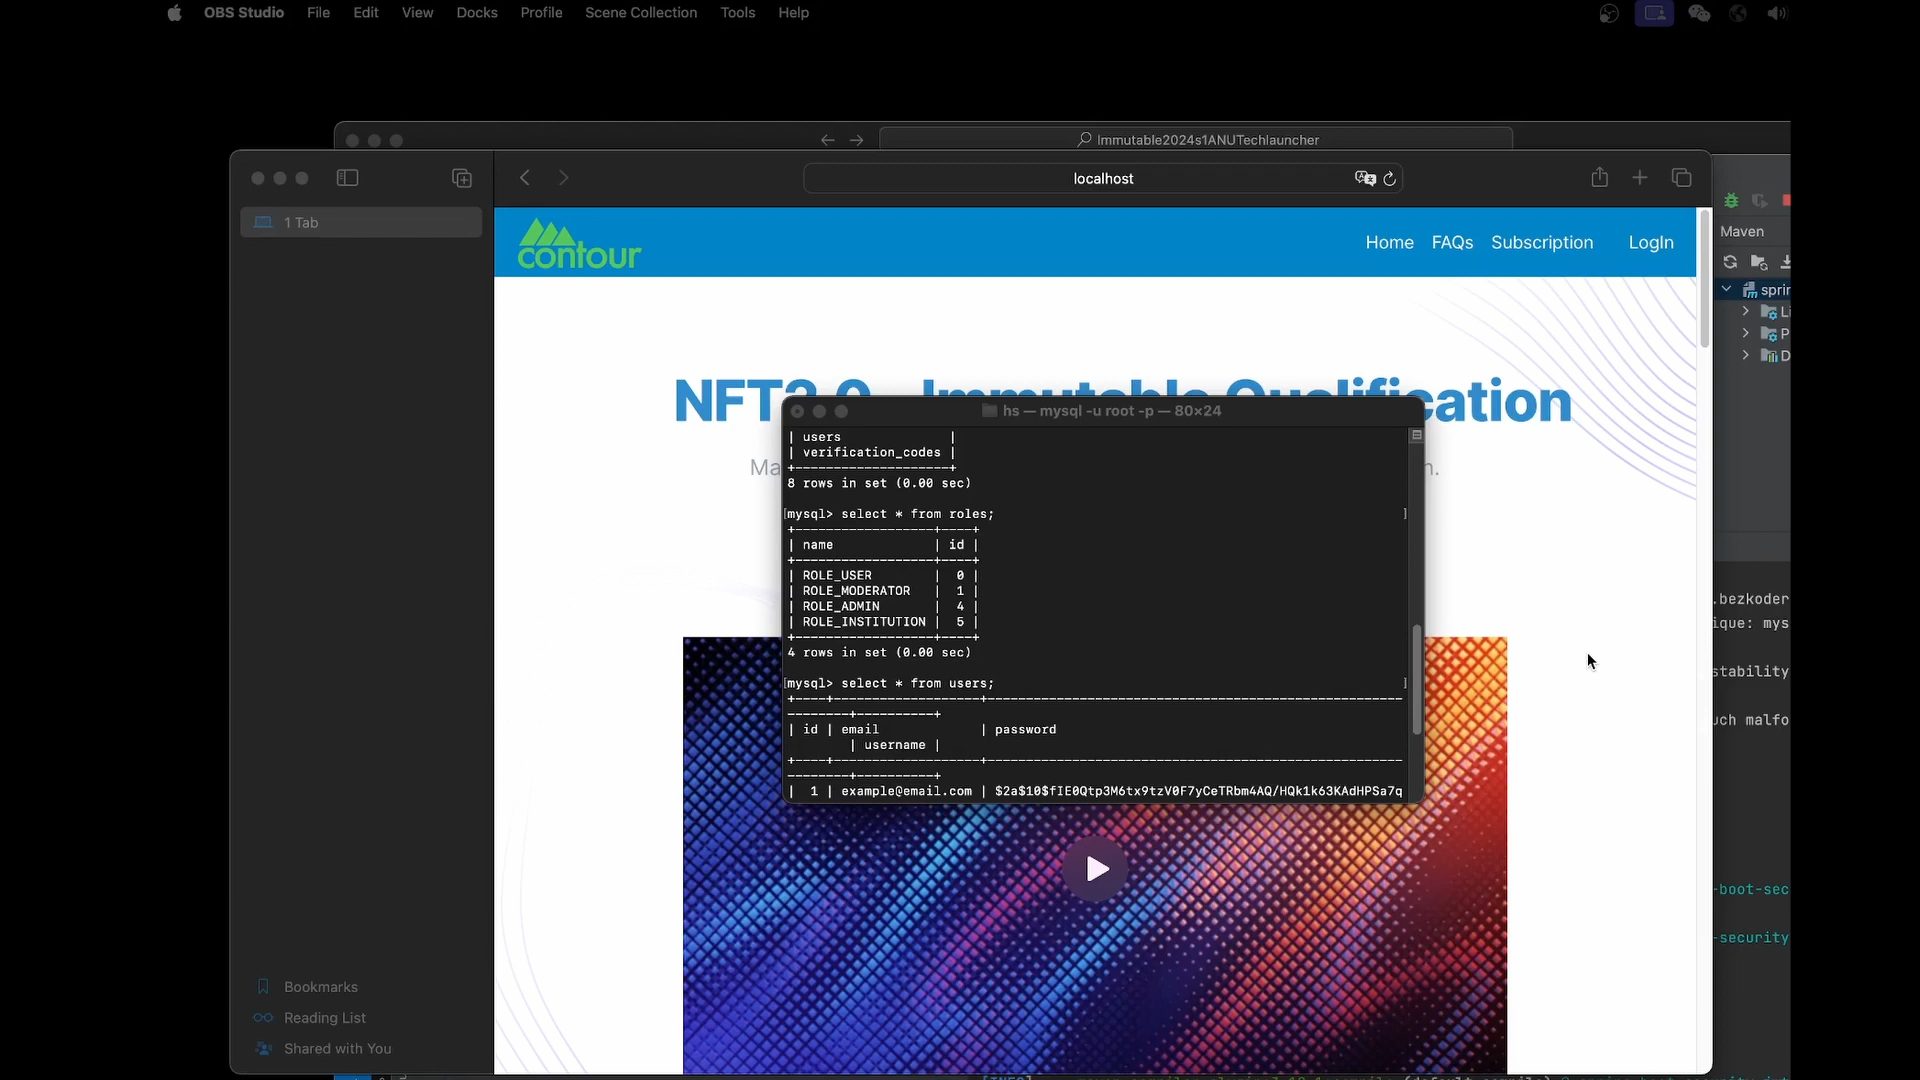 OBS Studio File Edit View Docks Profile Scene Collection Tools Help
Immutable2024s1ANUTechlauncher
localhost
1 Tab
contour
Home FAQs Subscription LogIn
Maven
hs — mysql -u root -p — 80×24
| users |
| verification_codes |
+--------------------+
8 rows in set (0.00 sec)
mysql> select * from roles;
| name | id |
| ROLE_USER | 0 |
| ROLE_MODERATOR | 1 |
| ROLE_ADMIN | 4 |
| ROLE_INSTITUTION | 5 |
4 rows in set (0.00 sec)
mysql> select * from users;
| id | email | password
| username |
| 1 | example@email.com | $2a$10$fIE0Qtp3M6tx9tzV0F7yCeTRbm4AQ/HQk1k63KAdHPSa7q
.bezkoder
ique: mys
stability
uch malfo
-boot-sec
-security
Bookmarks
Reading List
Shared with You